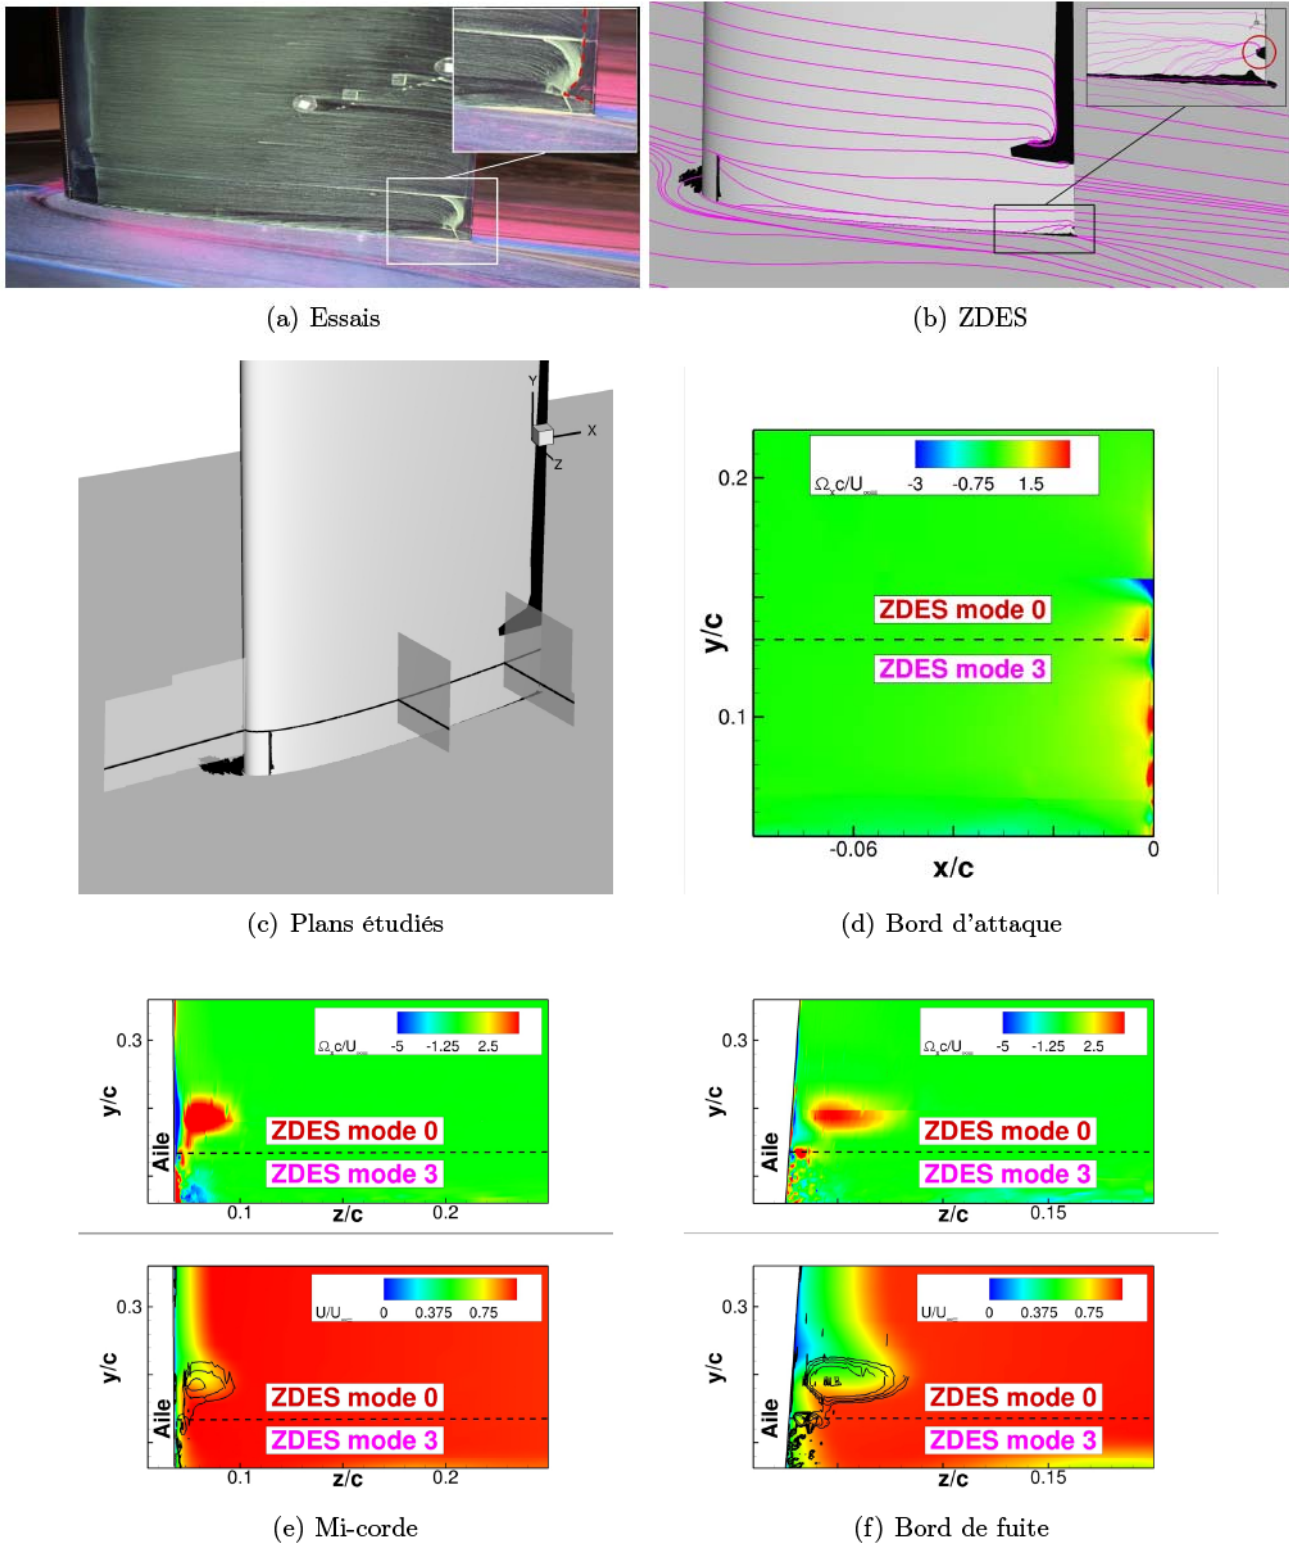 (a) Essais
(b) ZDES
Y
X
Z
(c) Plans étudiés
y/c
0.2
0.1
Ω_x c/U_∞
-3 -0.75 1.5
ZDES mode 0
ZDES mode 3
-0.06 0
x/c
(d) Bord d'attaque
y/c
0.3
Aile
-5 -1.25 2.5
ZDES mode 0
ZDES mode 3
0.1 0.2
z/c
y/c
0.3
Aile
U/U_∞ 0 0.375 0.75
ZDES mode 0
ZDES mode 3
0.1 0.2
z/c
(e) Mi-corde
y/c
0.3
Aile
-5 -1.25 2.5
ZDES mode 0
ZDES mode 3
z/c 0.15
y/c
0.3
Aile
U/U_∞ 0 0.375 0.75
ZDES mode 0
ZDES mode 3
z/c 0.15
(f) Bord de fuite